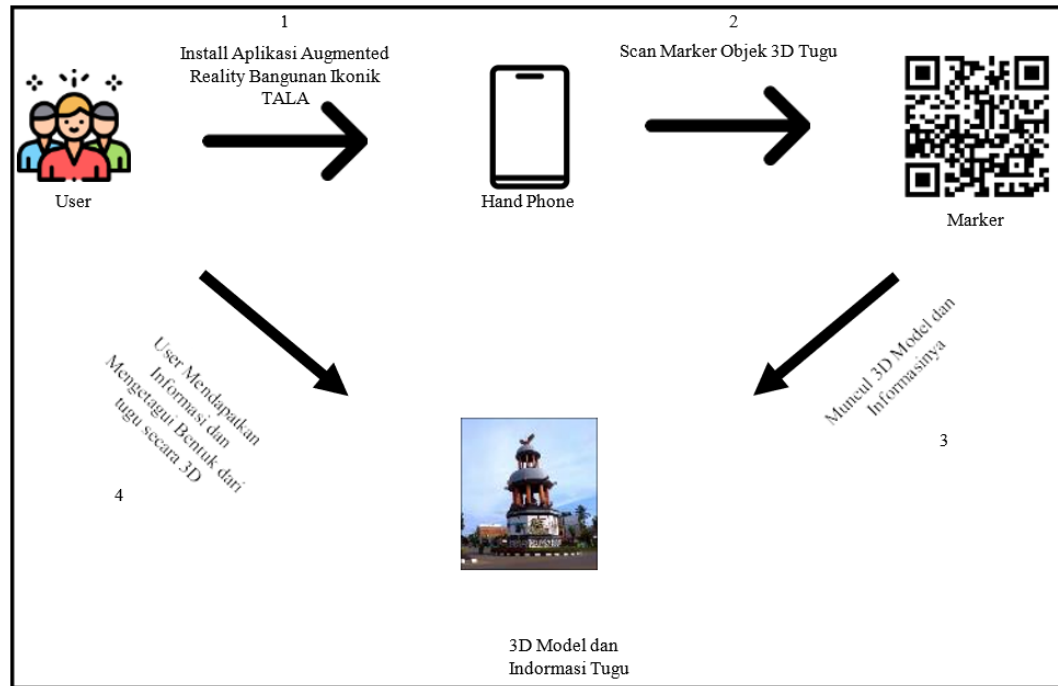 1
Install Aplikasi Augmented
Reality Bangunan Ikonik
TALA
2
Scan Marker Objek 3D Tugu
User
Hand Phone
Marker
User Mendapatkan
Informasi dan
Mengetagui Bentuk dari
tugu secara 3D
4
Muncul 3D Model dan
Informasinya
3
3D Model dan
Indormasi Tugu